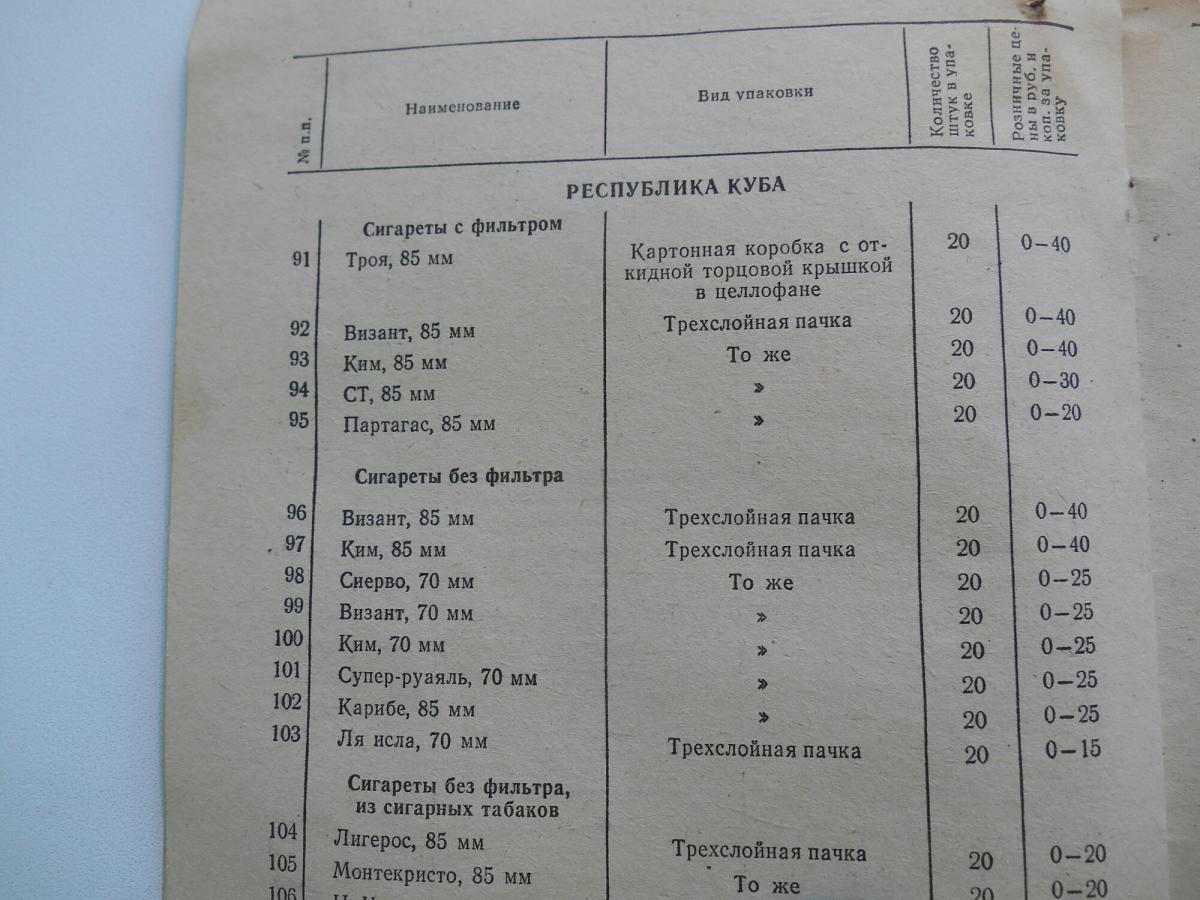 № п.п.
Наименование
Вид упаковки
Количество
штук в упа-
ковке
Розничные це-
ны в руб. и
коп. за упа-
ковку
РЕСПУБЛИКА КУБА
Сигареты с фильтром
91 Троя, 85 мм Картонная коробка с от- 20 0—40
кидной торцовой крышкой
в целлофане
92 Визант, 85 мм Трехслойная пачка 20 0—40
93 Ким, 85 мм То же 20 0—40
94 СТ, 85 мм » 20 0—30
95 Партагас, 85 мм » 20 0—20
Сигареты без фильтра
96 Визант, 85 мм Трехслойная пачка 20 0—40
97 Ким, 85 мм Трехслойная пачка 20 0—40
98 Сиерво, 70 мм То же 20 0—25
99 Визант, 70 мм » 20 0—25
100 Ким, 70 мм » 20 0—25
101 Супер-руаяль, 70 мм » 20 0—25
102 Карибе, 85 мм » 20 0—25
103 Ля исла, 70 мм Трехслойная пачка 20 0—15
Сигареты без фильтра,
из сигарных табаков
104 Лигерос, 85 мм Трехслойная пачка 20 0—20
105 Монтекристо, 85 мм То же 20 0—20
106 20